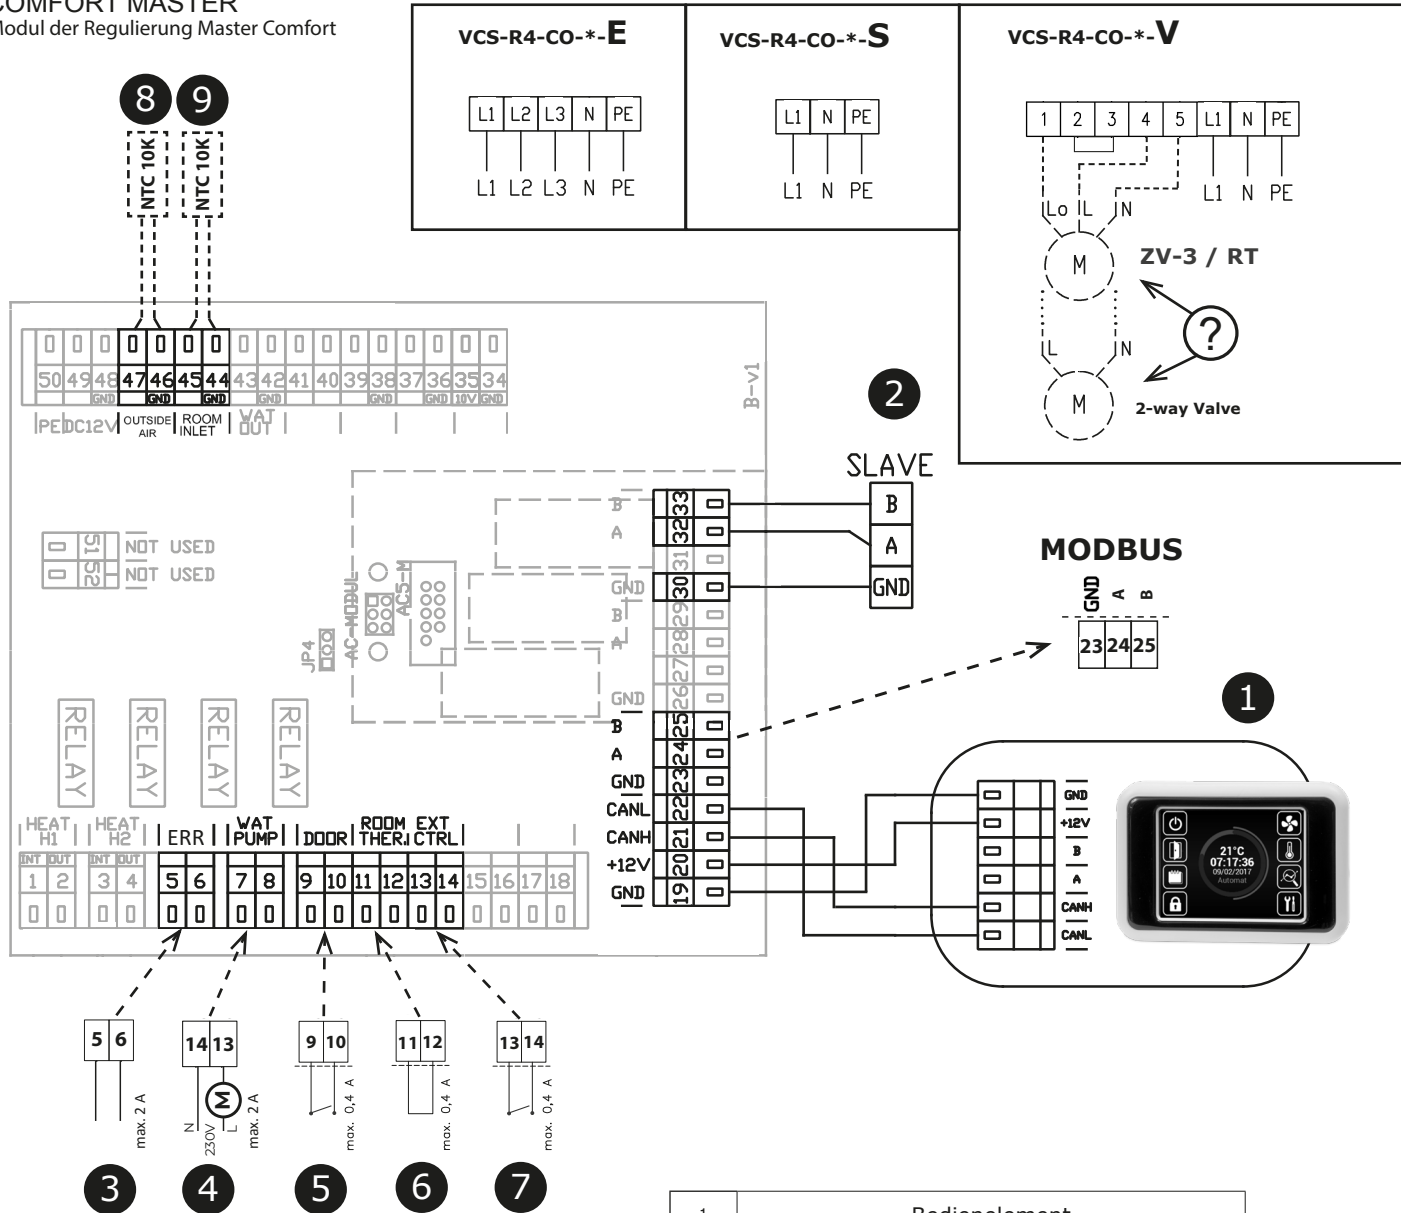 COMFORT MASTER
Modul der Regulierung Master Comfort
VCS-R4-CO-*-E
L1 L2 L3 N PE
L1 L2 L3 N PE
VCS-R4-CO-*-S
L1 N PE
L1 N PE
VCS-R4-CO-*-V
1 2 3 4 5 L1 N PE
L1 N PE
Lo L N
M
ZV-3 / RT
?
L N
M
2-way Valve
8 9
NTC 10K
NTC 10K
50 49 48 47 46 45 44 43 42 41 40 39 38 37 36 35 34
GND GND GND GND GND GND 10V GND
PE DC12V OUTSIDE AIR ROOM INLET WAT OUT
B-v1
2
SLAVE
B
A
GND
51 NOT USED
52 NOT USED
JP4
AC-MODUL
AC5-M
B 33
A 32
31
GND 30
B 29
A 28
27
GND 26
B 25
A 24
GND 23
CANL 22
CANH 21
+12V 20
GND 19
MODBUS
GND A B
23 24 25
1
GND
+12V
B
A
CANH
CANL
21°C
07:17:36
09/02/2017
Automat
RELAY
RELAY
RELAY
RELAY
HEAT H1 HEAT H2 ERR WAT PUMP DOOR ROOM THER. EXT CTRL
INT OUT INT OUT
1 2 3 4 5 6 7 8 9 10 11 12 13 14 15 16 17 18
5 6
max. 2 A
3
14 13
M
N 230V L
max. 2 A
4
9 10
max. 0,4 A
5
11 12
max. 0,4 A
6
13 14
max. 0,4 A
7
1 Bedienelement